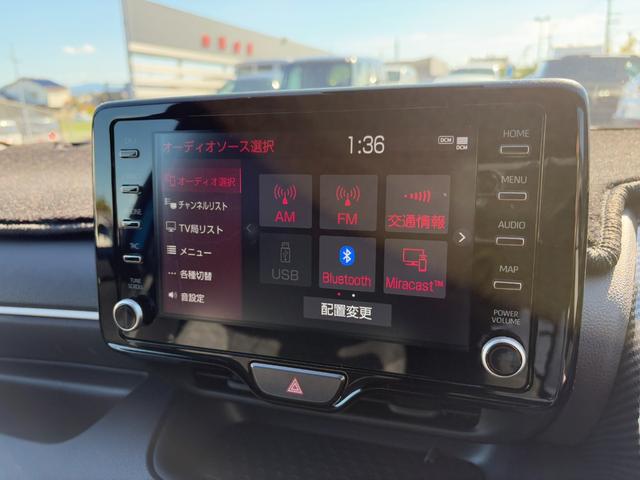 オーディオソース選択
1:36
DCM
DCM
オーディオ選択
チャンネルリスト
TV局リスト
メニュー
各種切替
音設定
AM
FM
交通情報
USB
Bluetooth
Miracast™
配置変更
TUNE
SCROLL
HOME
MENU
AUDIO
MAP
POWER
VOLUME